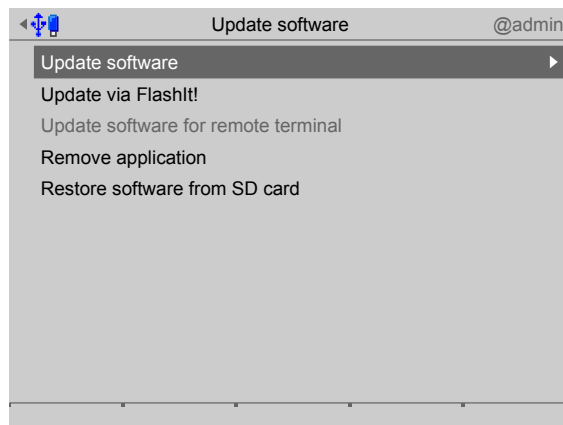 Update software
@admin
Update software
Update via FlashIt!
Update software for remote terminal
Remove application
Restore software from SD card